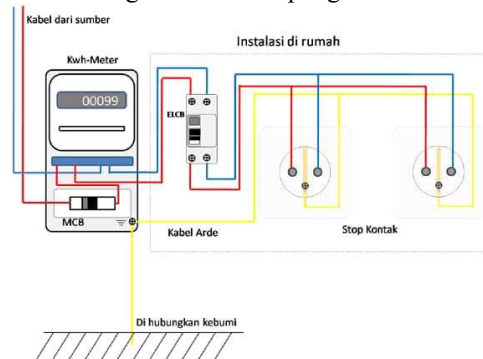 Kabel dari sumber
Instalasi di rumah
Kwh-Meter
00099
ELCB
MCB
Kabel Arde
Stop Kontak
Di hubungkan kebumi